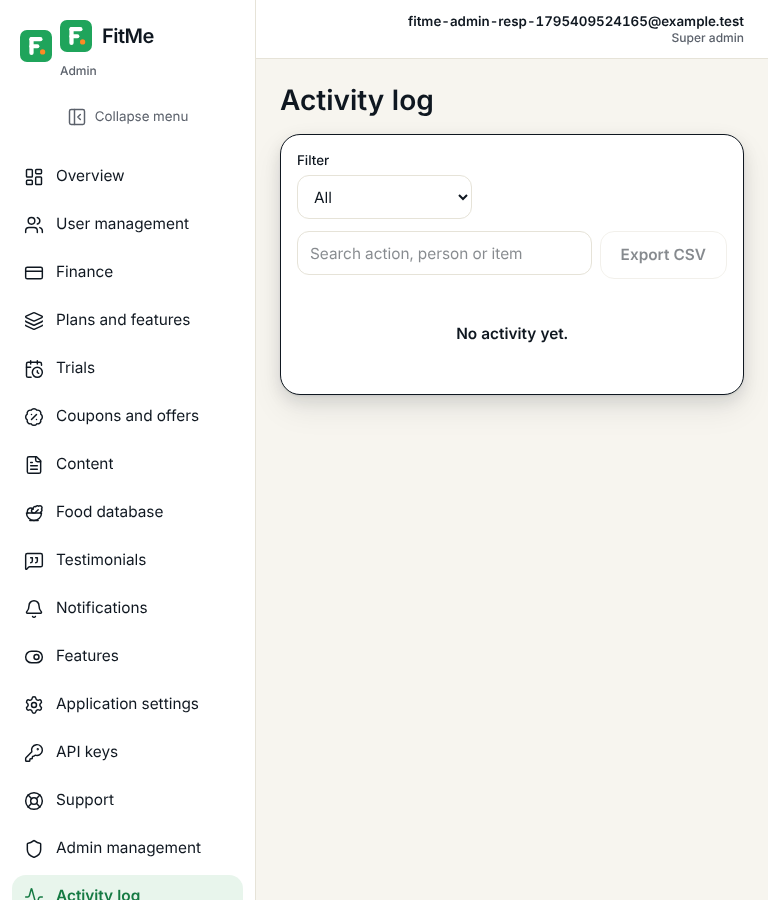 FitMe
Admin
Collapse menu
Overview
User management
Finance
Plans and features
Trials
Coupons and offers
Content
Food database
Testimonials
Notifications
Features
Application settings
API keys
Support
Admin management
Activity log
fitme-admin-resp-1795409524165@example.test
Super admin
Activity log
Filter
All
Search action, person or item
Export CSV
No activity yet.